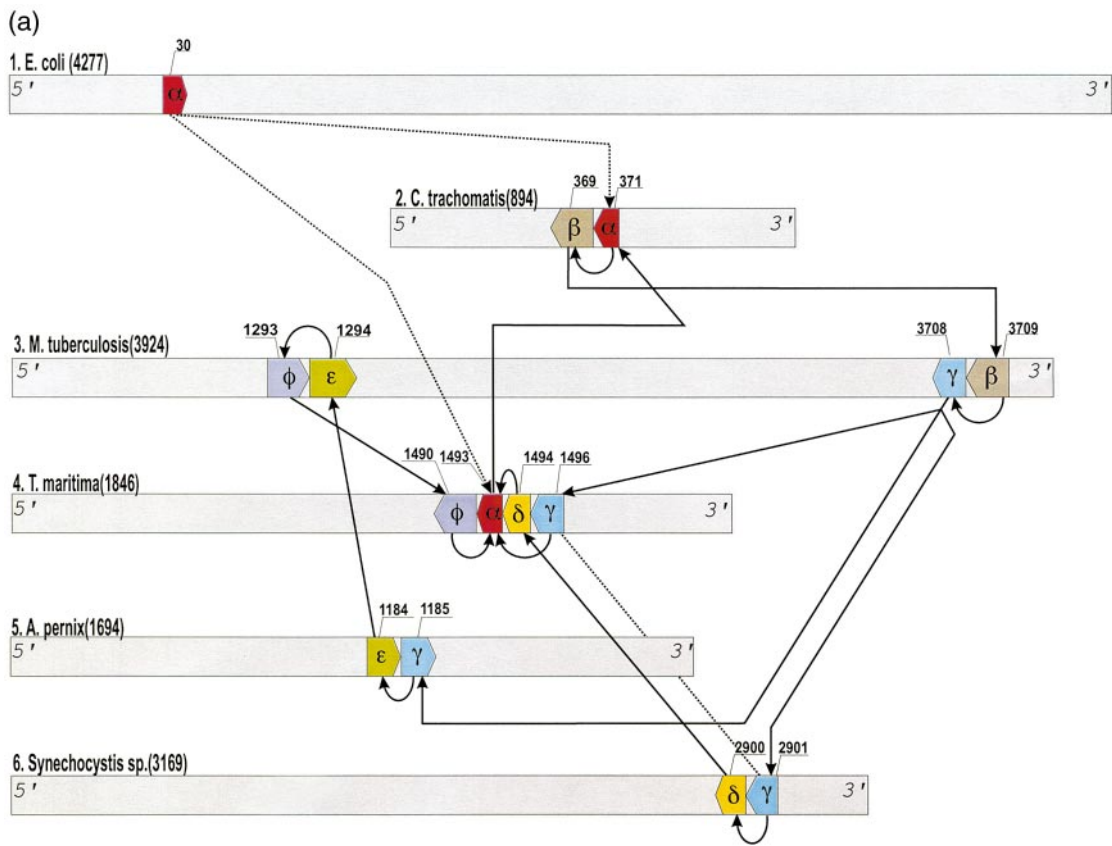 (a)
30
1. E. coli (4277)
5' α 3'
369 371
2. C. trachomatis(894)
5' β α 3'
1293 1294 3708 3709
3. M. tuberculosis(3924)
5' ϕ ε γ β 3'
1490 1493 1494 1496
4. T. maritima(1846)
5' ϕ α δ γ 3'
1184 1185
5. A. pernix(1694)
5' ε γ 3'
2900 2901
6. Synechocystis sp.(3169)
5' δ γ 3'